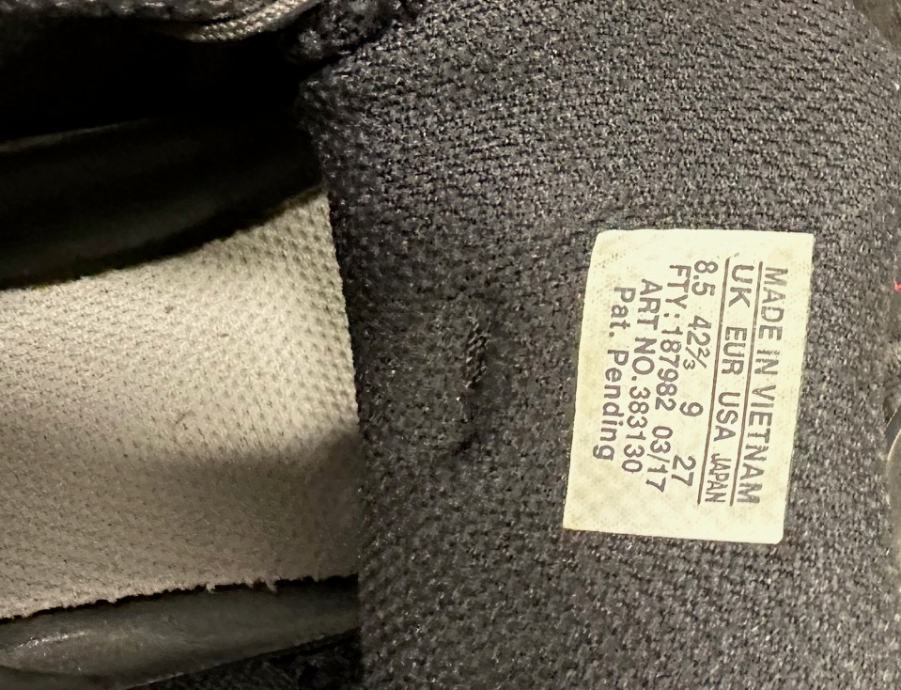 MADE IN VIETNAM
UK EUR USA JAPAN
8.5 42⅔ 9 27
FTY: 187982 03/17
ART NO. 383130
Pat. Pending